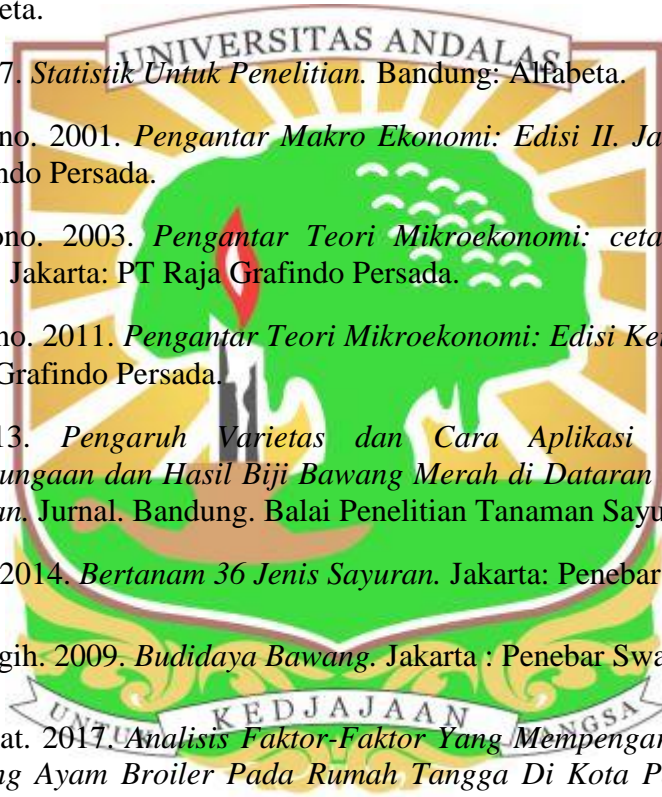 eta.
UNIVERSITAS ANDALAS
7. Statistik Untuk Penelitian. Bandung: Alfabeta.
no. 2001. Pengantar Makro Ekonomi: Edisi II. Ja
ndo Persada.
ono. 2003. Pengantar Teori Mikroekonomi: ceta
Jakarta: PT Raja Grafindo Persada.
no. 2011. Pengantar Teori Mikroekonomi: Edisi Ke
Grafindo Persada.
13. Pengaruh Varietas dan Cara Aplikasi
ungaan dan Hasil Biji Bawang Merah di Dataran
an. Jurnal. Bandung. Balai Penelitian Tanaman Sayu
2014. Bertanam 36 Jenis Sayuran. Jakarta: Penebar
gih. 2009. Budidaya Bawang. Jakarta : Penebar Swa
UNTUK KEDJAJAAN BANGSA
at. 2017. Analisis Faktor-Faktor Yang Mempengar
ng Ayam Broiler Pada Rumah Tangga Di Kota P